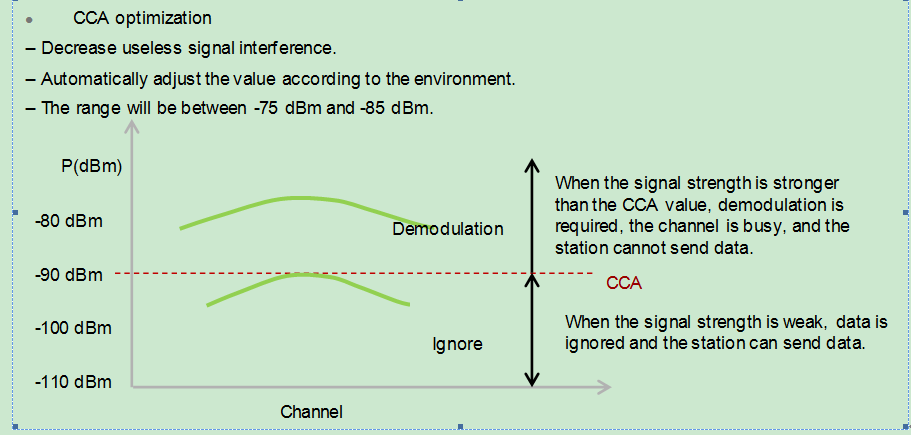 • CCA optimization
– Decrease useless signal interference.
– Automatically adjust the value according to the environment.
– The range will be between -75 dBm and -85 dBm.
P(dBm)
-80 dBm
-90 dBm
-100 dBm
-110 dBm
Demodulation
Ignore
When the signal strength is stronger
than the CCA value, demodulation is
required, the channel is busy, and the
station cannot send data.
CCA
When the signal strength is weak, data is
ignored and the station can send data.
Channel